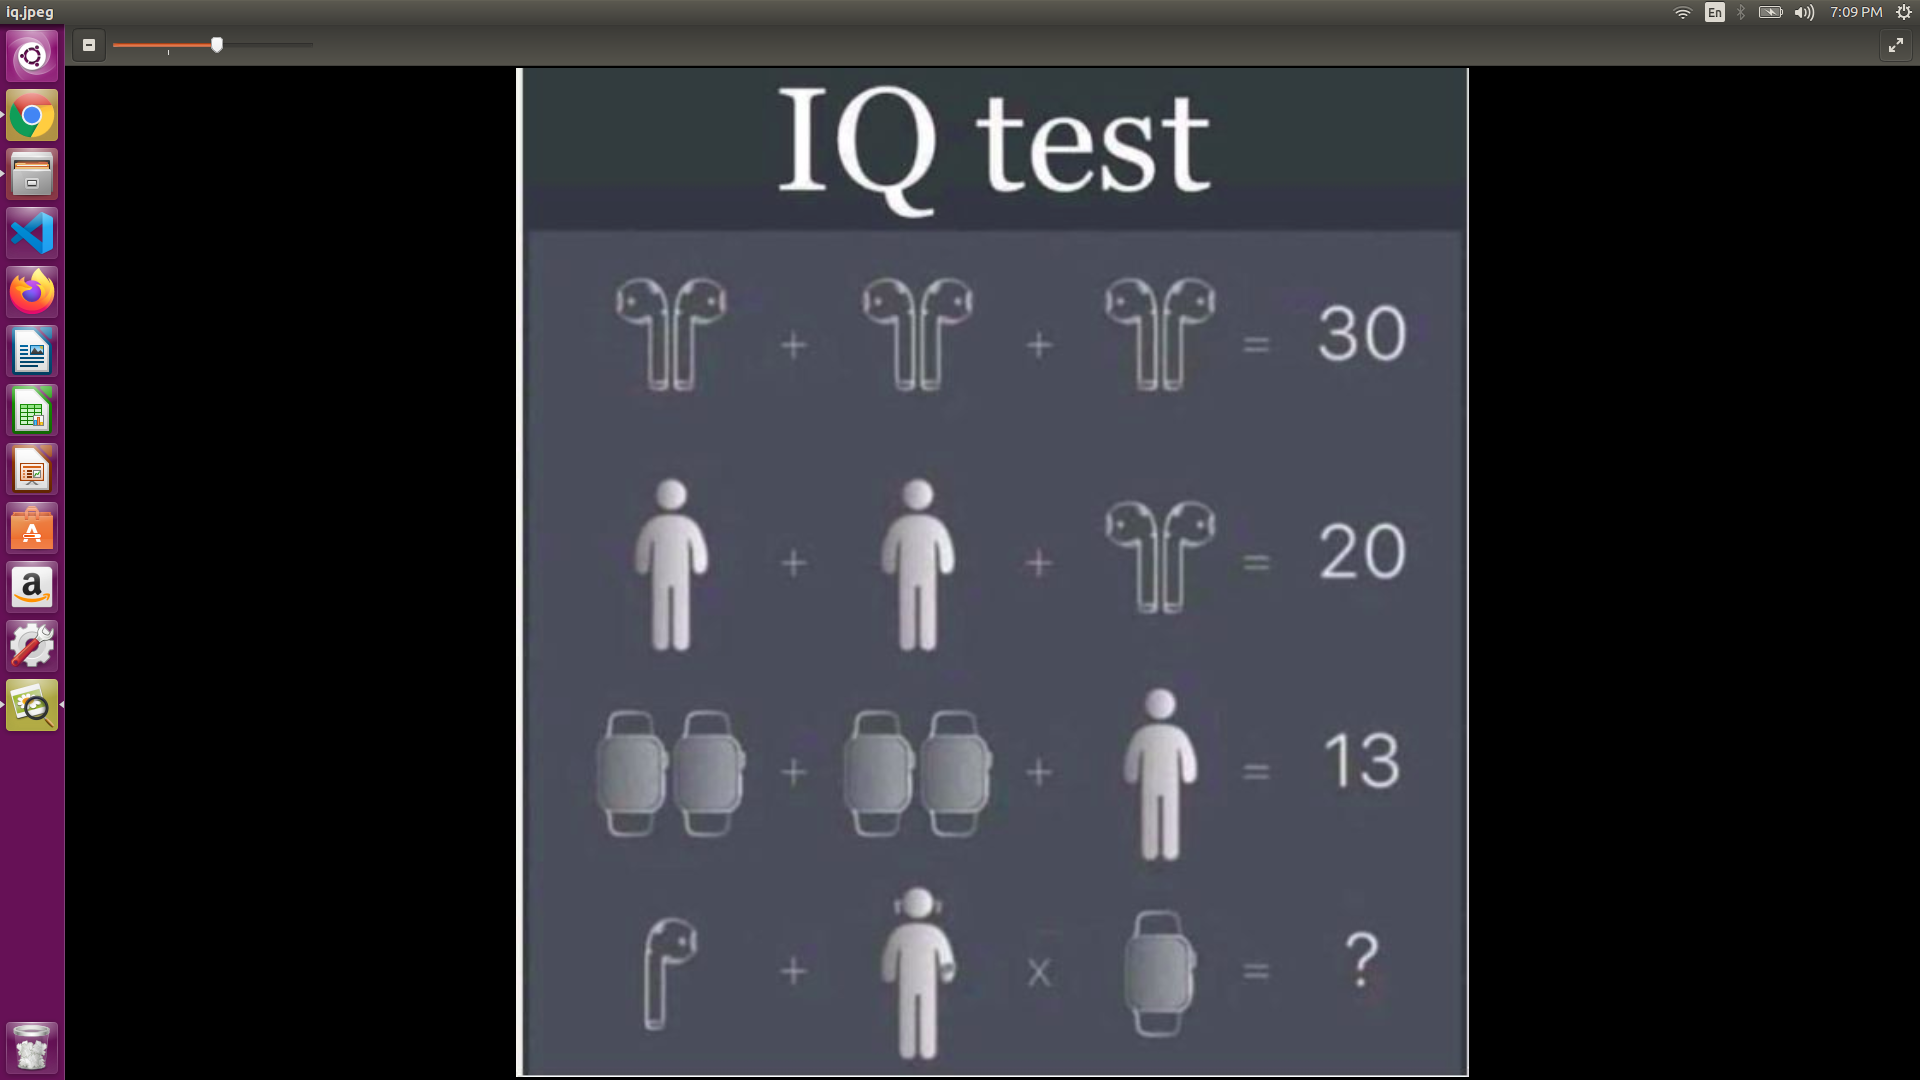 iq.jpeg
En
7:09 PM
IQ test
+ + = 30
+ + = 20
+ + = 13
+ x = ?